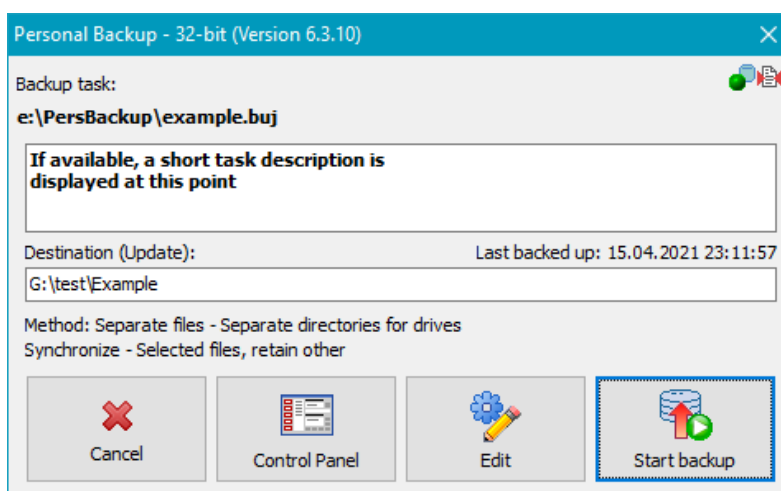 Personal Backup - 32-bit (Version 6.3.10)
Backup task:
e:\PersBackup\example.buj
If available, a short task description is
displayed at this point
Destination (Update):
Last backed up: 15.04.2021 23:11:57
G:\test\Example
Method: Separate files - Separate directories for drives
Synchronize - Selected files, retain other
Cancel
Control Panel
Edit
Start backup